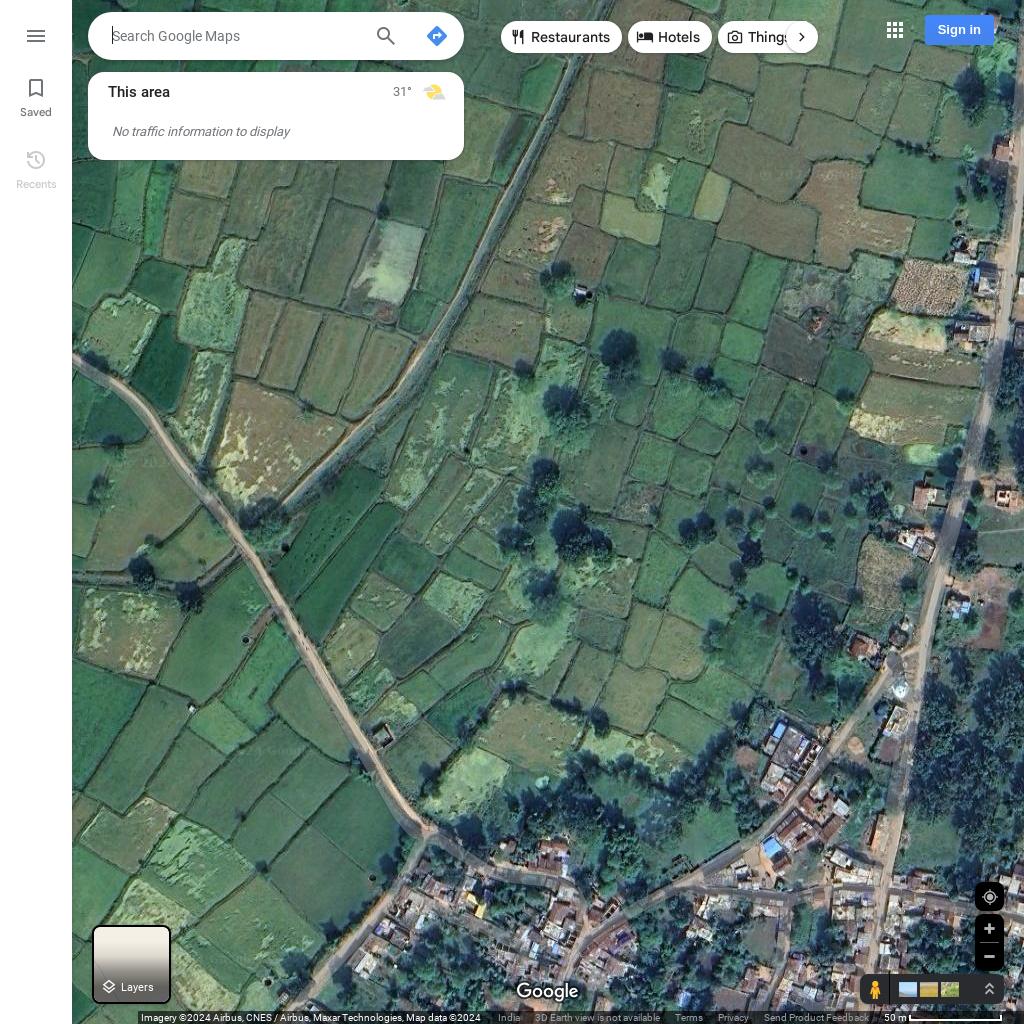 Search Google Maps
Restaurants
Hotels
Things
Sign in
Saved
Recents
This area
31°
No traffic information to display
Layers
Google
Imagery ©2024 Airbus, CNES / Airbus, Maxar Technologies, Map data ©2024
India
3D Earth view is not available
Terms
Privacy
Send Product Feedback
50 m